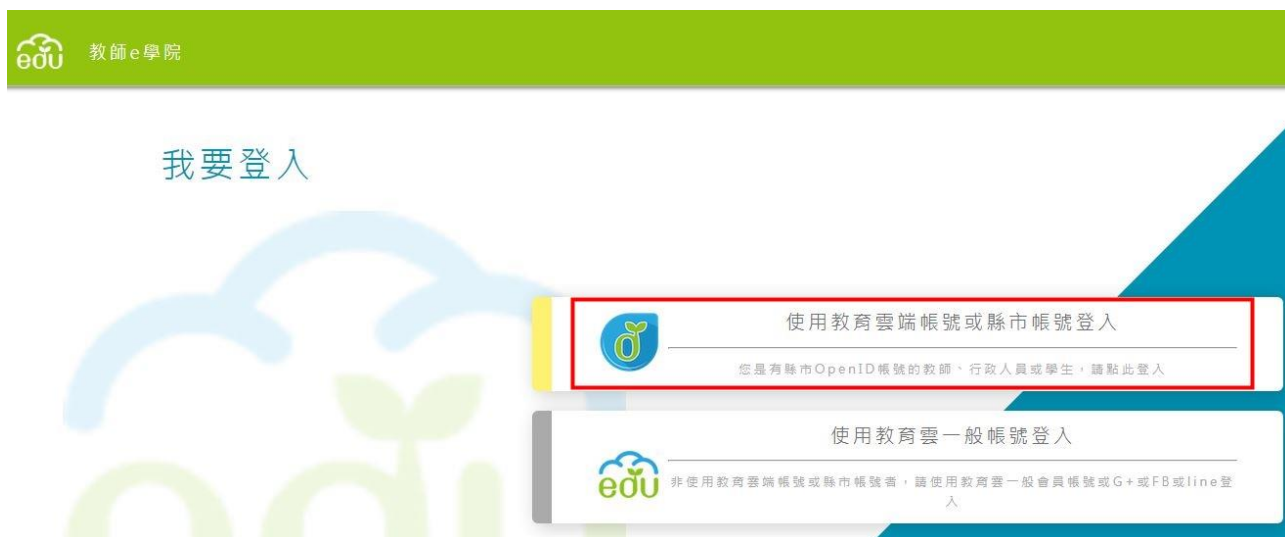 edu 教師e學院
我要登入
使用教育雲端帳號或縣市帳號登入
您是有縣市OpenID帳號的教師、行政人員或學生，請點此登入
使用教育雲一般帳號登入
edu
非使用教育雲端帳號或縣市帳號者，請使用教育雲一般會員帳號或G+或FB或line登
入
edu